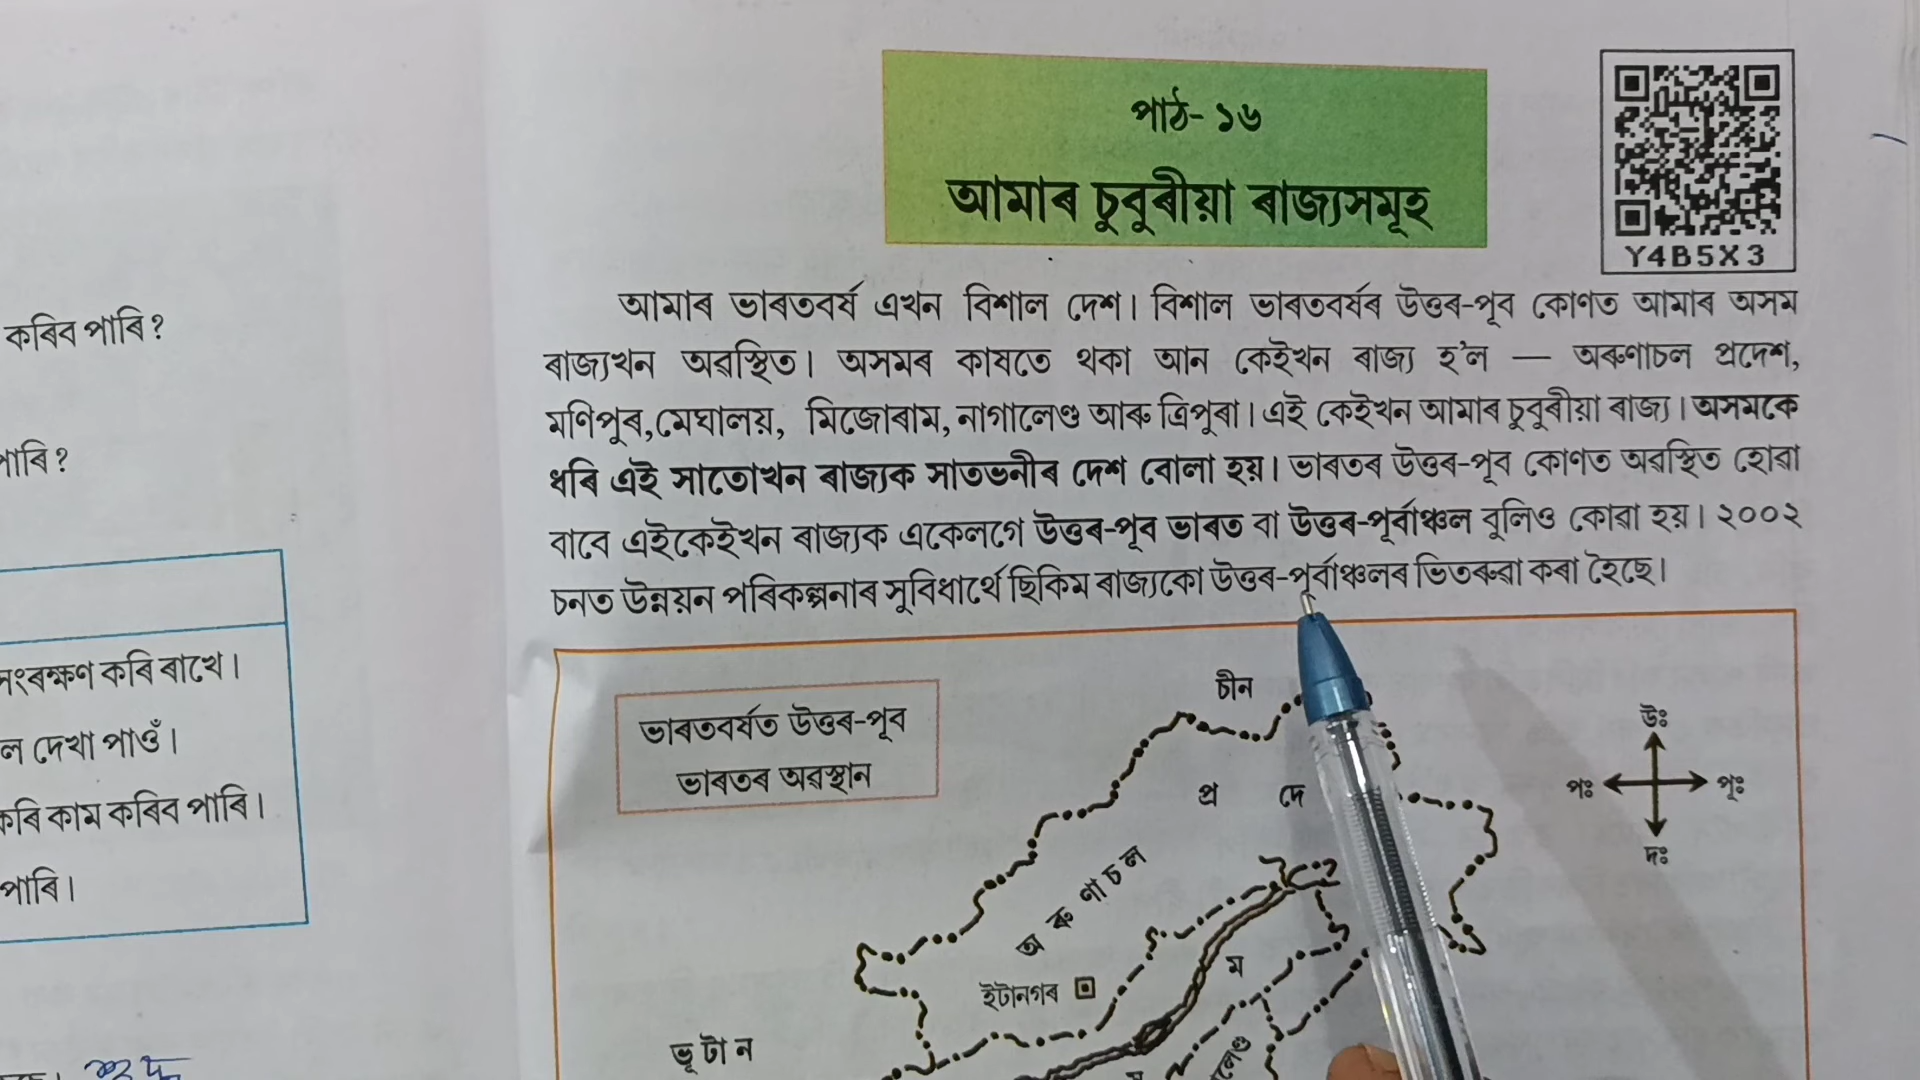 কৰিব পাৰি?
পাৰি?
সংৰক্ষণ কৰি ৰাখে।
দেখা পাওঁ।
কৰি কাম কৰিব পাৰি।
পাৰি।
পাঠ- ১৬
আমাৰ চুবুৰীয়া ৰাজ্যসমূহ
Y4B5X3
আমাৰ ভাৰতবৰ্ষ এখন বিশাল দেশ। বিশাল ভাৰতবৰ্ষৰ উত্তৰ-পূব কোণত আমাৰ অসম
ৰাজ্যখন অৱস্থিত। অসমৰ কাষতে থকা আন কেইখন ৰাজ্য হ'ল — অৰুণাচল প্ৰদেশ,
মণিপুৰ,মেঘালয়, মিজোৰাম, নাগালেণ্ড আৰু ত্ৰিপুৰা। এই কেইখন আমাৰ চুবুৰীয়া ৰাজ্য। অসমকে
ধৰি এই সাতোখন ৰাজ্যক সাতভনীৰ দেশ বোলা হয়। ভাৰতৰ উত্তৰ-পূব কোণত অৱস্থিত হোৱা
বাবে এইকেইখন ৰাজ্যক একেলগে উত্তৰ-পূব ভাৰত বা উত্তৰ-পূৰ্বাঞ্চল বুলিও কোৱা হয়। ২০০২
চনত উন্নয়ন পৰিকল্পনাৰ সুবিধাৰ্থে ছিকিম ৰাজ্যকো উত্তৰ-পূৰ্বাঞ্চলৰ ভিতৰুৱা কৰা হৈছে।
ভাৰতবৰ্ষত উত্তৰ-পূব
ভাৰতৰ অৱস্থান
চীন
উঃ
পঃ
পূঃ
দঃ
প্ৰ দে
অ ৰু ণা চ ল
ইটানগৰ
ম
ভূ টা ন
লেণ্ড